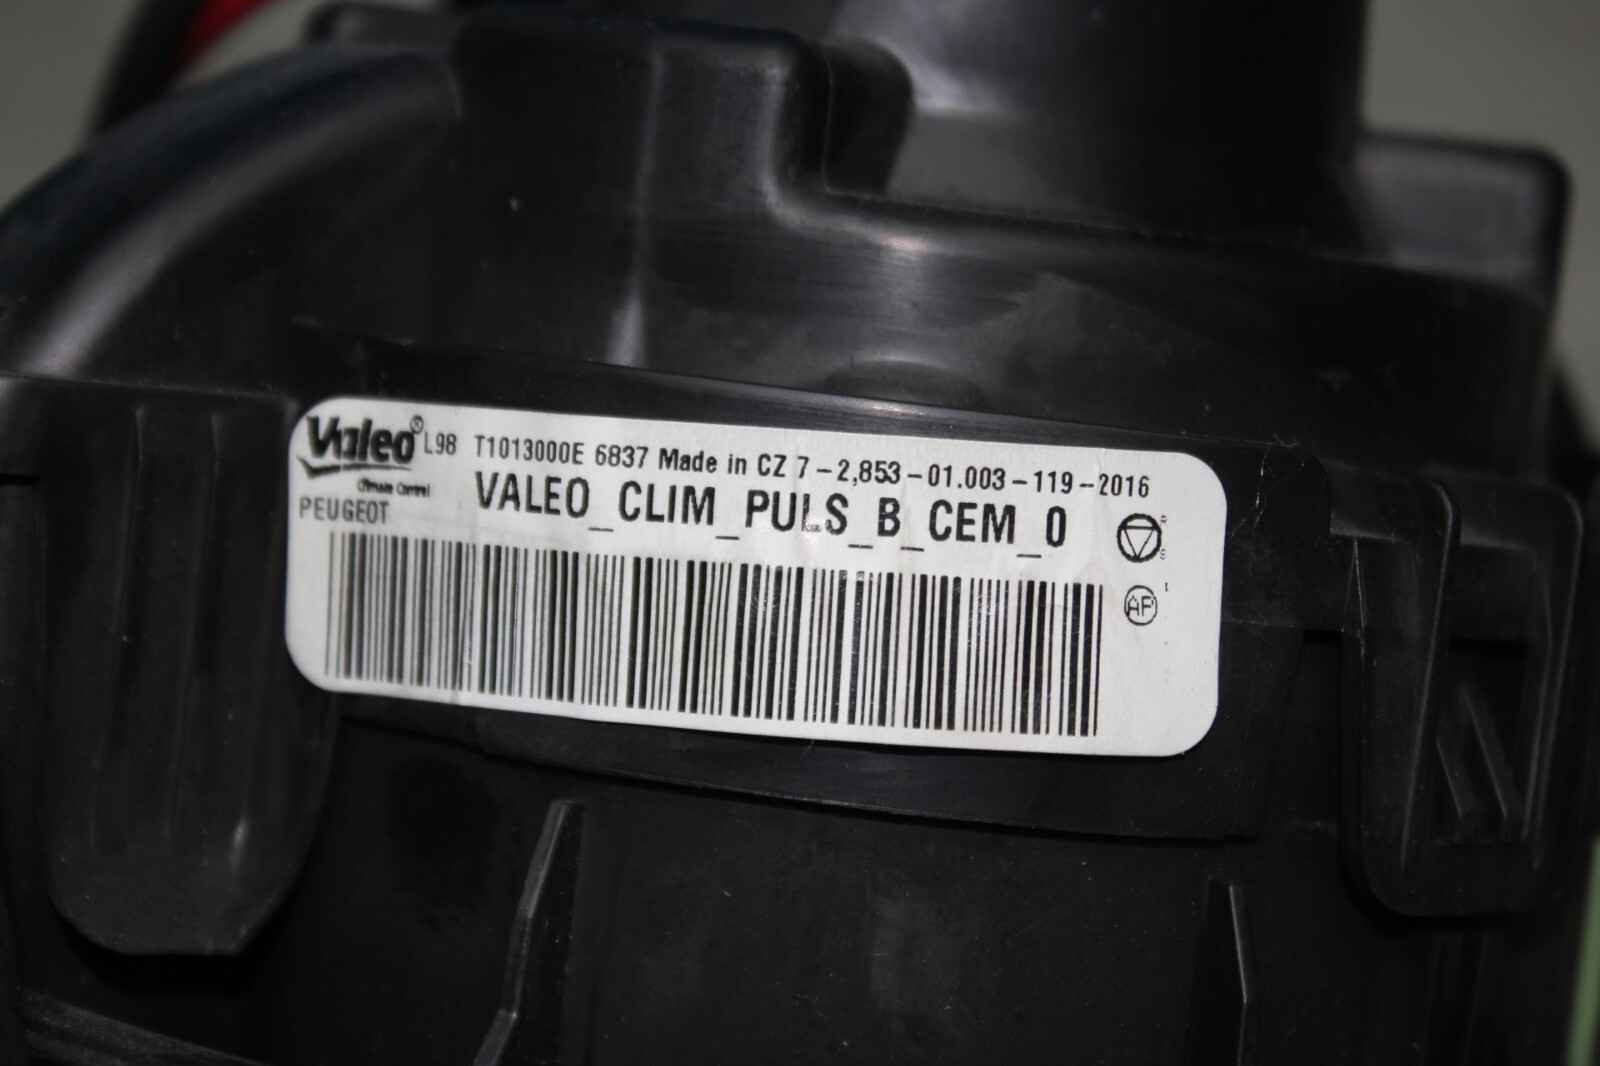 Valeo® L98 T1013000E 6837 Made in CZ 7-2,853-01.003-119-2016
Climate Control
PEUGEOT
VALEO_CLIM_PULS_B_CEM_0
AP